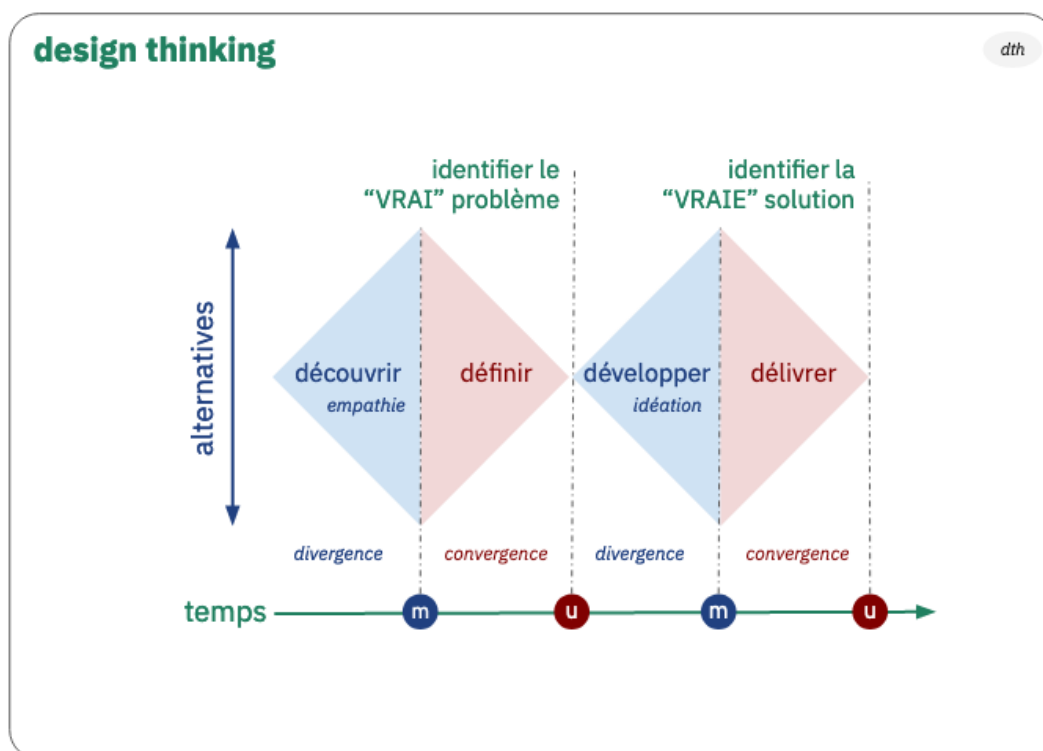 design thinking
dth
identifier le
“VRAI” problème
identifier la
“VRAIE” solution
alternatives
découvrir
empathie
définir
développer
idéation
délivrer
divergence
convergence
divergence
convergence
temps
m
u
m
u